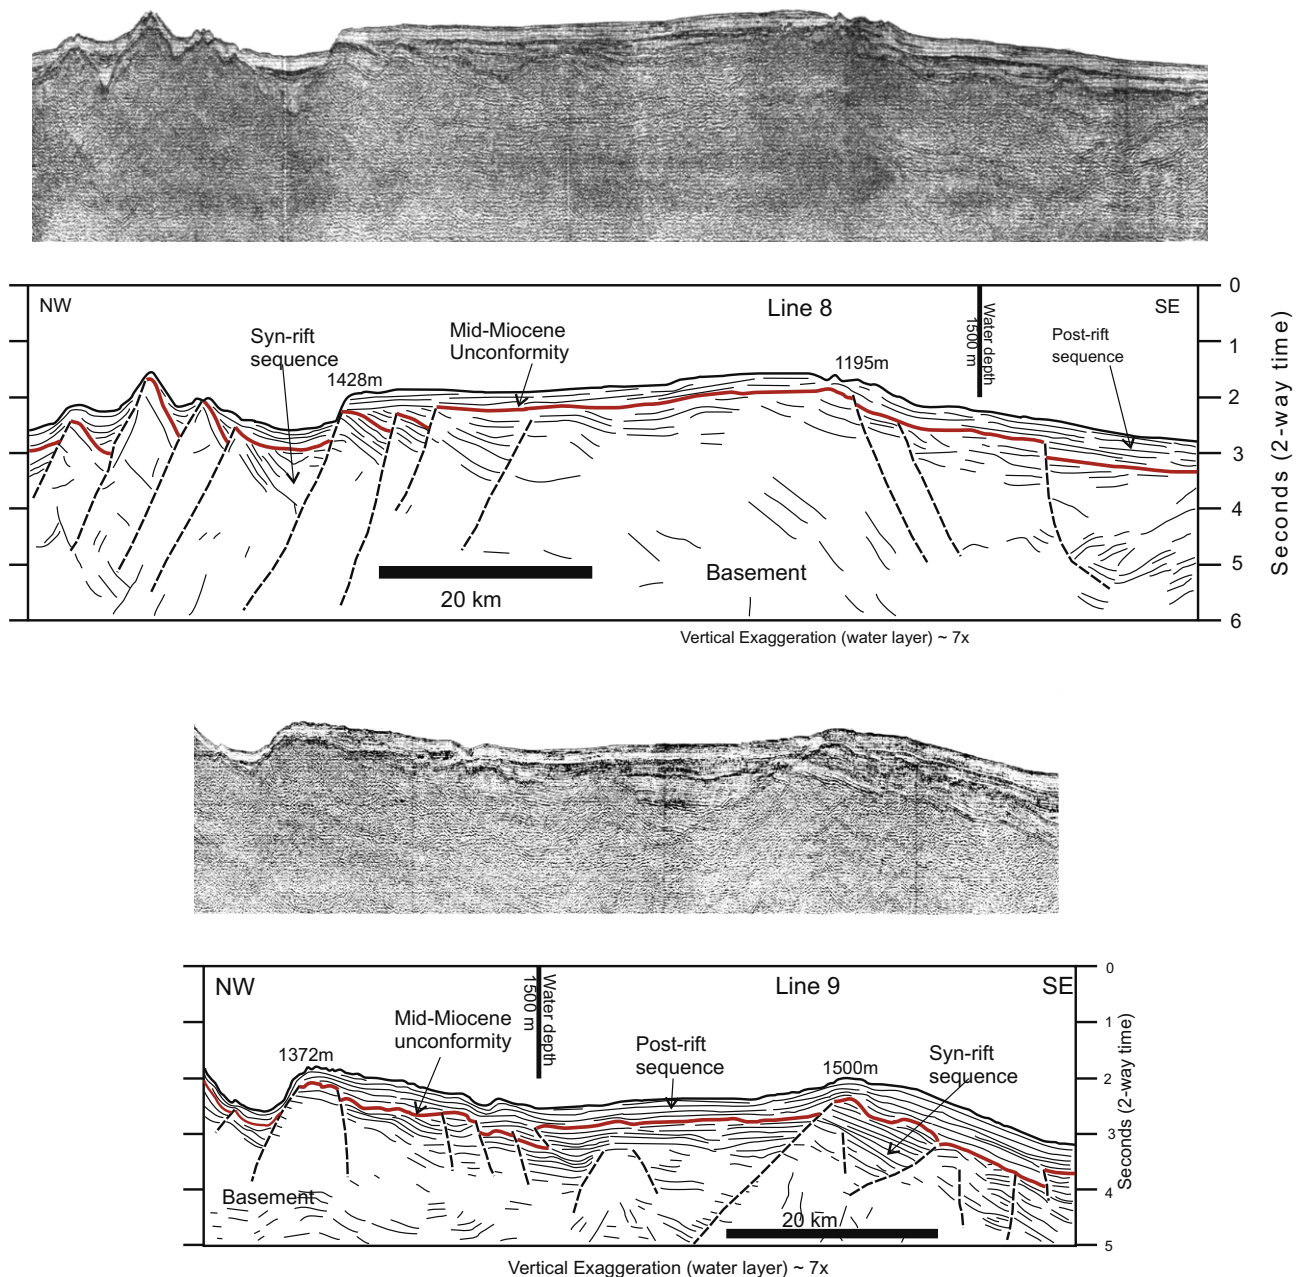 0
NW
Line 8
SE
Water depth
1500 m
Syn-rift
sequence
Mid-Miocene
Unconformity
Post-rift
sequence
1
1428m
1195m
2
3
4
5
6
Seconds (2-way time)
Basement
20 km
Vertical Exaggeration (water layer) ~ 7x
0
NW
Line 9
SE
Water depth
1500 m
Mid-Miocene
unconformity
1
Post-rift
sequence
Syn-rift
sequence
1372m
1500m
2
3
4
5
Seconds (2-way time)
Basement
20 km
Vertical Exaggeration (water layer) ~ 7x